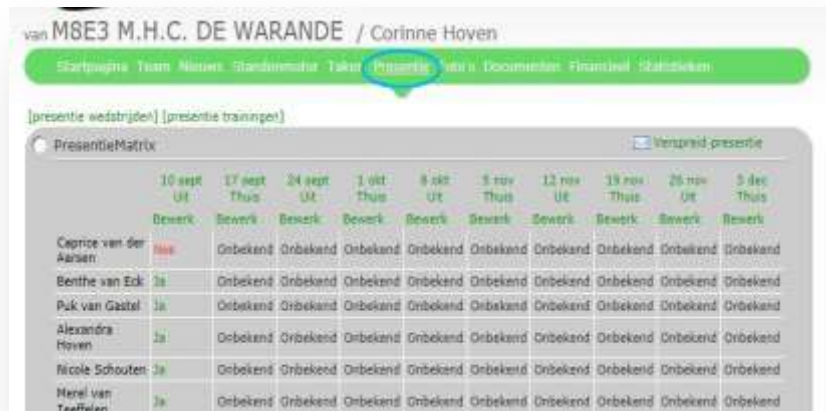 van M8E3 M.H.C. DE WARANDE / Corinne Hoven
Startpagina Team Nieuws Standenmotor Taken Presentie Foto's Documenten Financieel Statistieken
[presentie wedstrijden] [presentie trainingen]
PresentieMatrix Verspreid presentie
10 sept 17 sept 24 sept 1 okt 8 okt 5 nov 12 nov 19 nov 26 nov 3 dec
Uit Thuis Uit Thuis Uit Thuis Uit Thuis Uit Thuis
Bewerk Bewerk Bewerk Bewerk Bewerk Bewerk Bewerk Bewerk Bewerk Bewerk
Caprice van der
Aarsen Nee Onbekend Onbekend Onbekend Onbekend Onbekend Onbekend Onbekend Onbekend Onbekend
Benthe van Eck Ja Onbekend Onbekend Onbekend Onbekend Onbekend Onbekend Onbekend Onbekend Onbekend
Puk van Gastel Ja Onbekend Onbekend Onbekend Onbekend Onbekend Onbekend Onbekend Onbekend Onbekend
Alexandra
Hoven Ja Onbekend Onbekend Onbekend Onbekend Onbekend Onbekend Onbekend Onbekend Onbekend
Nicole Schouten Ja Onbekend Onbekend Onbekend Onbekend Onbekend Onbekend Onbekend Onbekend Onbekend
Merel van
Teeffelen Ja Onbekend Onbekend Onbekend Onbekend Onbekend Onbekend Onbekend Onbekend Onbekend